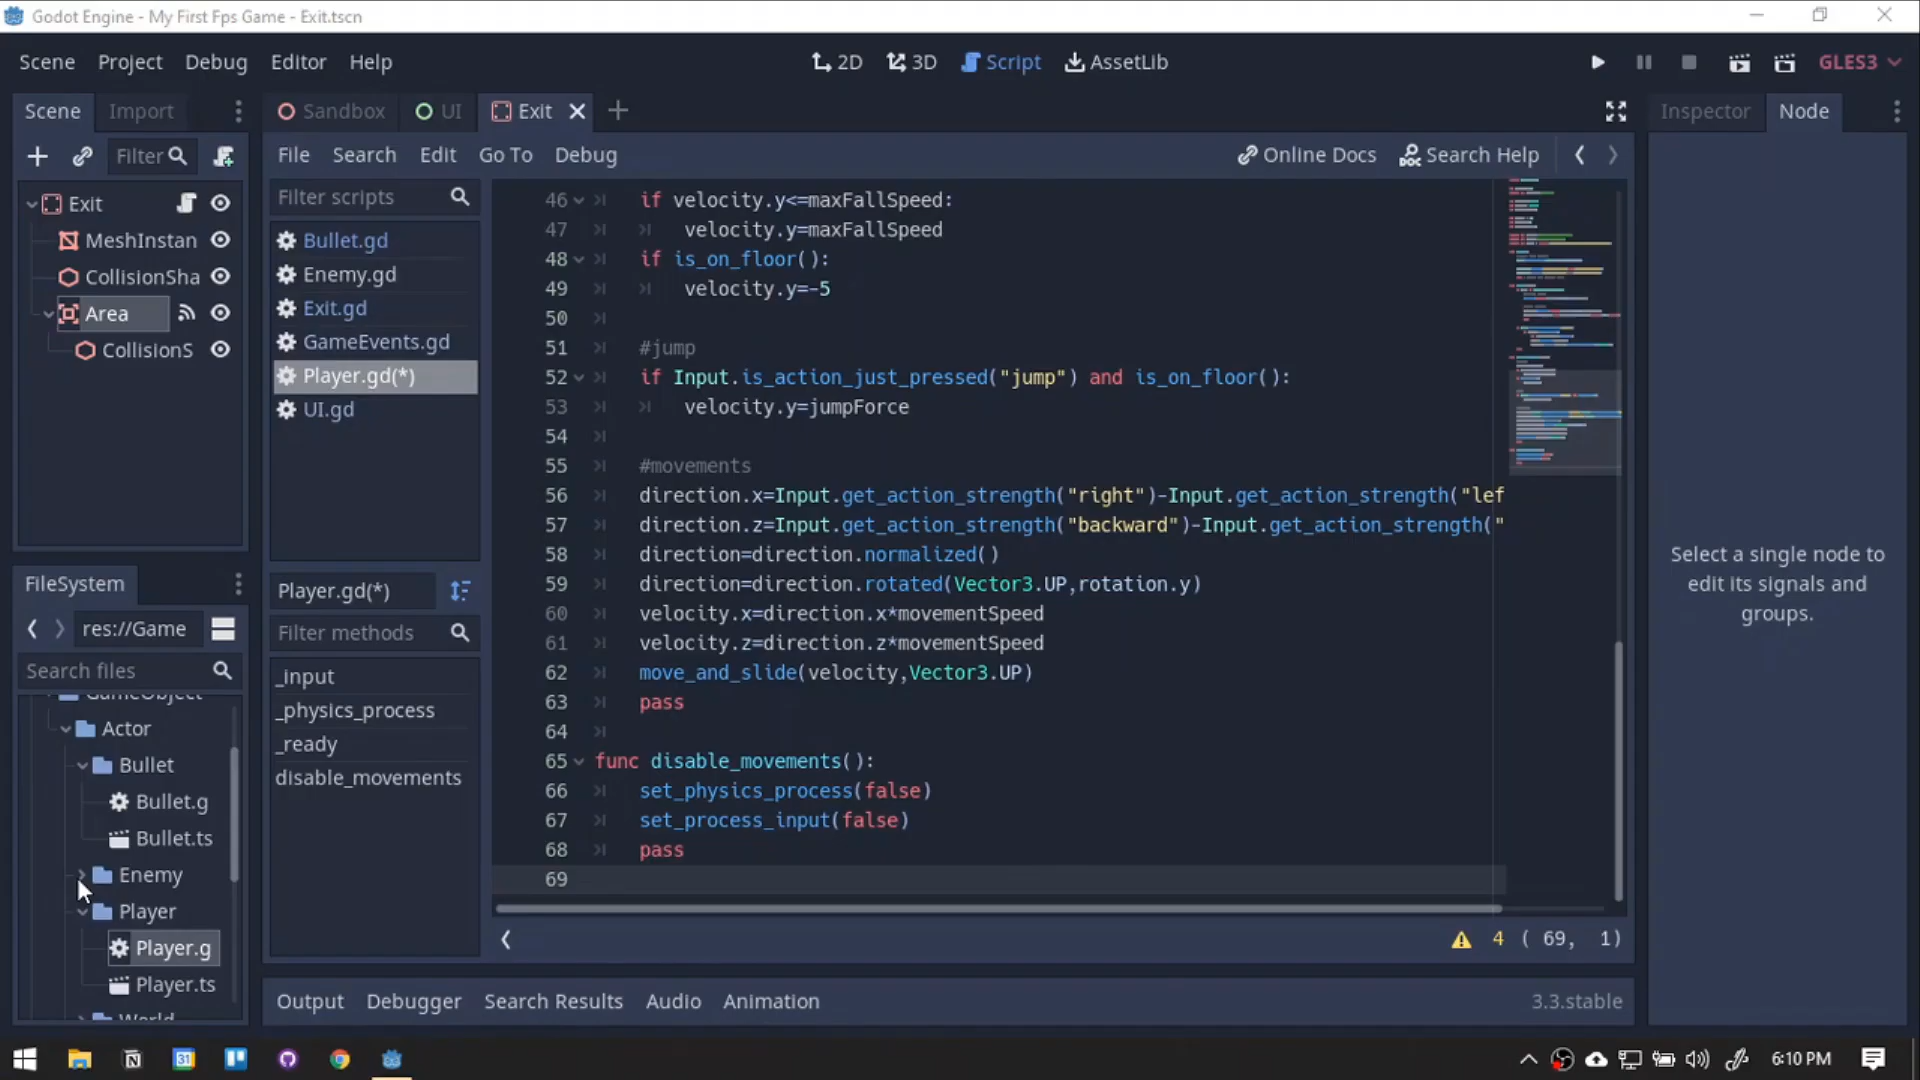 Godot Engine - My First Fps Game - Exit.tscn
Scene Project Debug Editor Help
2D 3D Script AssetLib
GLES3
Scene Import
Filter
Exit
MeshInstan
CollisionSha
Area
CollisionS
FileSystem
res://Game
Search files
GameObject
Actor
Bullet
Bullet.g
Bullet.ts
Enemy
Player
Player.g
Player.ts
World
Sandbox UI Exit
File Search Edit Go To Debug
Online Docs Search Help
Filter scripts
Bullet.gd
Enemy.gd
Exit.gd
GameEvents.gd
Player.gd(*)
UI.gd
Player.gd(*)
Filter methods
_input
_physics_process
_ready
disable_movements
46 if velocity.y<=maxFallSpeed:
47 velocity.y=maxFallSpeed
48 if is_on_floor():
49 velocity.y=-5
50
51 #jump
52 if Input.is_action_just_pressed("jump") and is_on_floor():
53 velocity.y=jumpForce
54
55 #movements
56 direction.x=Input.get_action_strength("right")-Input.get_action_strength("lef
57 direction.z=Input.get_action_strength("backward")-Input.get_action_strength("
58 direction=direction.normalized()
59 direction=direction.rotated(Vector3.UP,rotation.y)
60 velocity.x=direction.x*movementSpeed
61 velocity.z=direction.z*movementSpeed
62 move_and_slide(velocity,Vector3.UP)
63 pass
64
65 func disable_movements():
66 set_physics_process(false)
67 set_process_input(false)
68 pass
69
4 ( 69, 1)
Output Debugger Search Results Audio Animation
3.3.stable
Inspector Node
Select a single node to
edit its signals and
groups.
31
6:10 PM